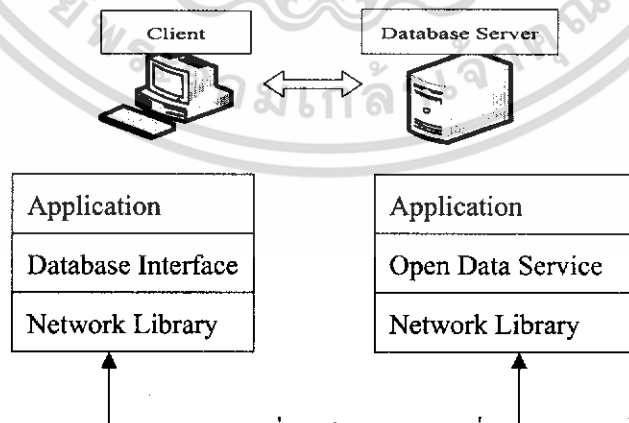 Client
Database Server
Application
Database Interface
Network Library
Application
Open Data Service
Network Library